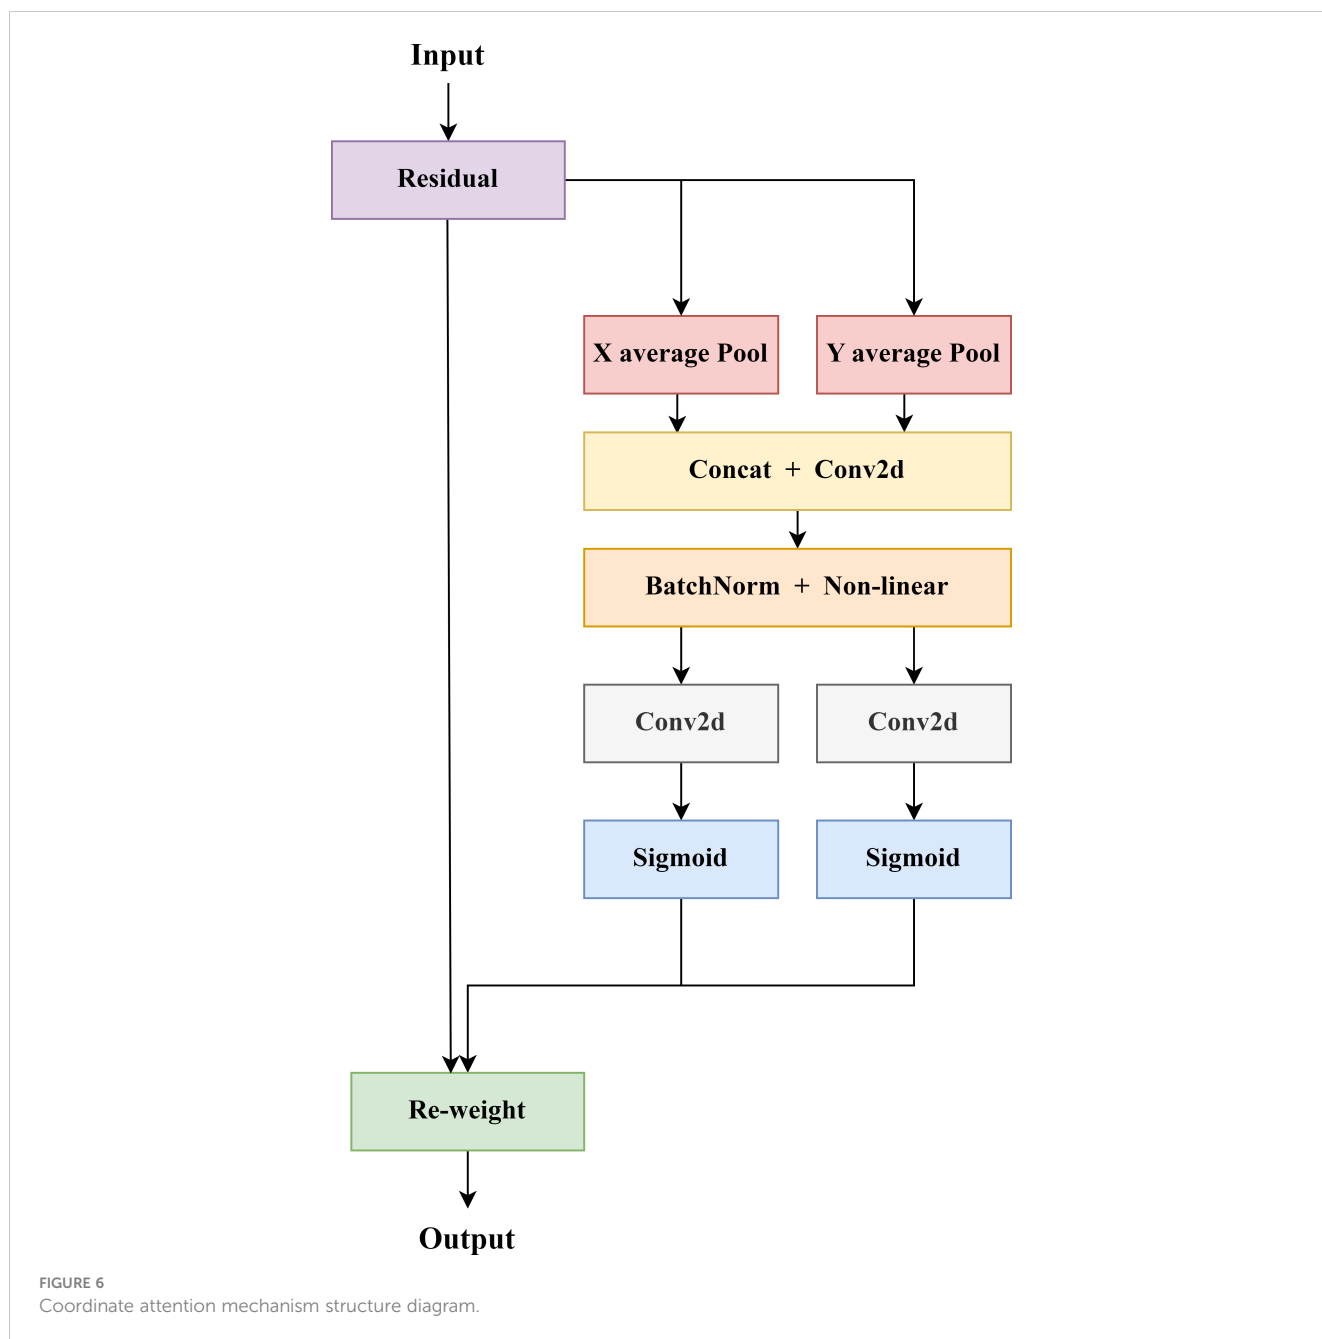 Input
Residual
X average Pool
Y average Pool
Concat + Conv2d
BatchNorm + Non-linear
Conv2d
Conv2d
Sigmoid
Sigmoid
Re-weight
Output
FIGURE 6
Coordinate attention mechanism structure diagram.